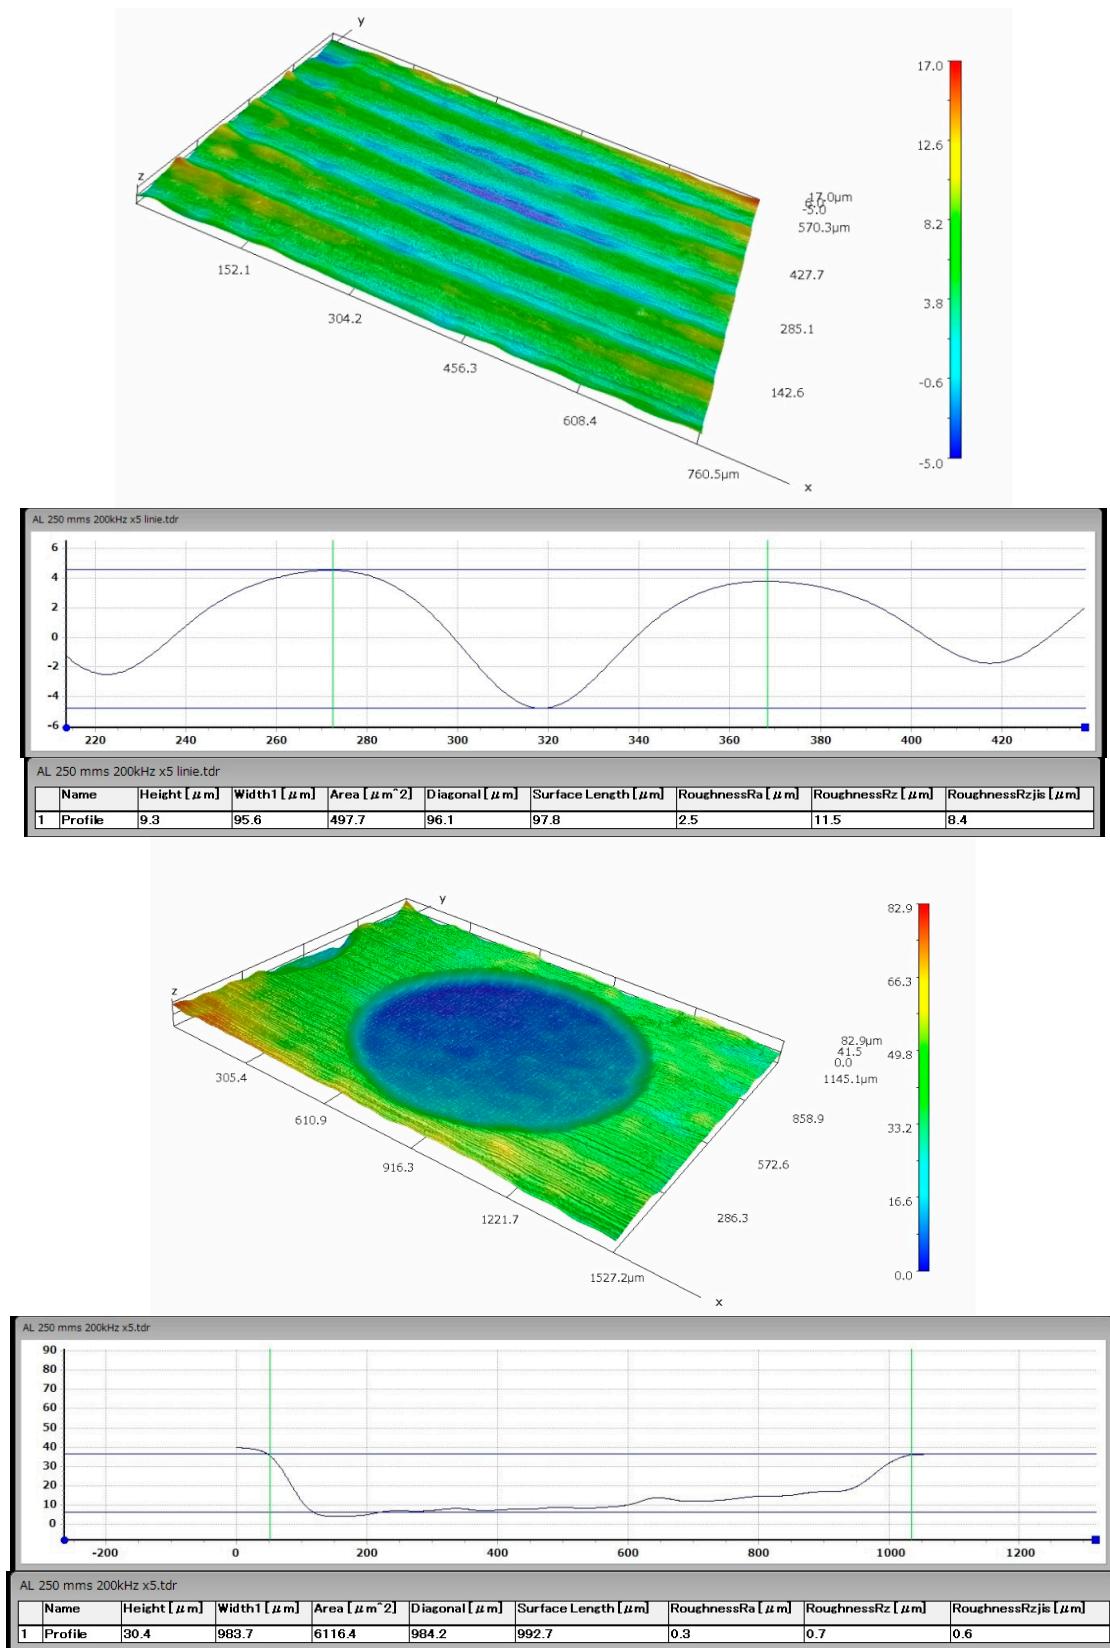 y
17.0
12.6
8.2
3.8
-0.6
-5.0
z
17.0µm
-5.0
570.3µm
427.7
285.1
142.6
152.1
304.2
456.3
608.4
760.5µm
x
AL 250 mms 200kHz x5 linie.tdr
6
4
2
0
-2
-4
-6
220 240 260 280 300 320 340 360 380 400 420
AL 250 mms 200kHz x5 linie.tdr
Name Height [µm] Width1 [µm] Area [µm^2] Diagonal [µm] Surface Length [µm] RoughnessRa [µm] RoughnessRz [µm] RoughnessRzjis [µm]
1 Profile 9.3 95.6 497.7 96.1 97.8 2.5 11.5 8.4
y
82.9
66.3
49.8
33.2
16.6
0.0
z
82.9µm
41.5
0.0
1145.1µm
858.9
572.6
286.3
305.4
610.9
916.3
1221.7
1527.2µm
x
AL 250 mms 200kHz x5.tdr
90
80
70
60
50
40
30
20
10
0
-200 0 200 400 600 800 1000 1200
AL 250 mms 200kHz x5.tdr
Name Height [µm] Width1 [µm] Area [µm^2] Diagonal [µm] Surface Length [µm] RoughnessRa [µm] RoughnessRz [µm] RoughnessRzjis [µm]
1 Profile 30.4 983.7 6116.4 984.2 992.7 0.3 0.7 0.6